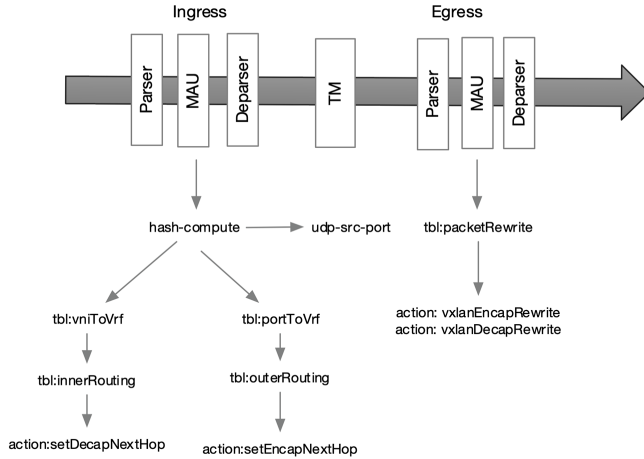 Ingress
Egress
Parser
MAU
Deparser
TM
Parser
MAU
Deparser
hash-compute
udp-src-port
tbl:packetRewrite
tbl:vniToVrf
tbl:portToVrf
action: vxlanEncapRewrite
action: vxlanDecapRewrite
tbl:innerRouting
tbl:outerRouting
action:setDecapNextHop
action:setEncapNextHop